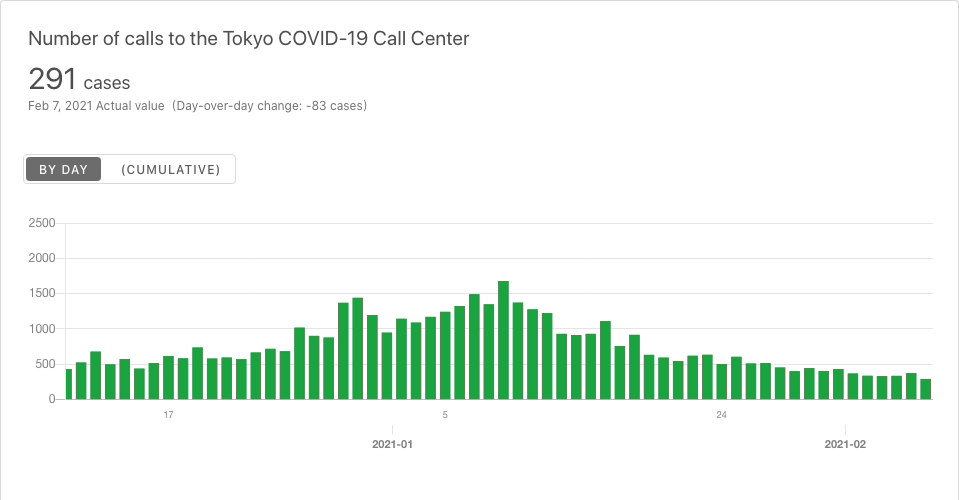 Number of calls to the Tokyo COVID-19 Call Center
291 cases
Feb 7, 2021 Actual value (Day-over-day change: -83 cases)
BY DAY (CUMULATIVE)
2500
2000
1500
1000
500
0
17 5 24
2021-01 2021-02